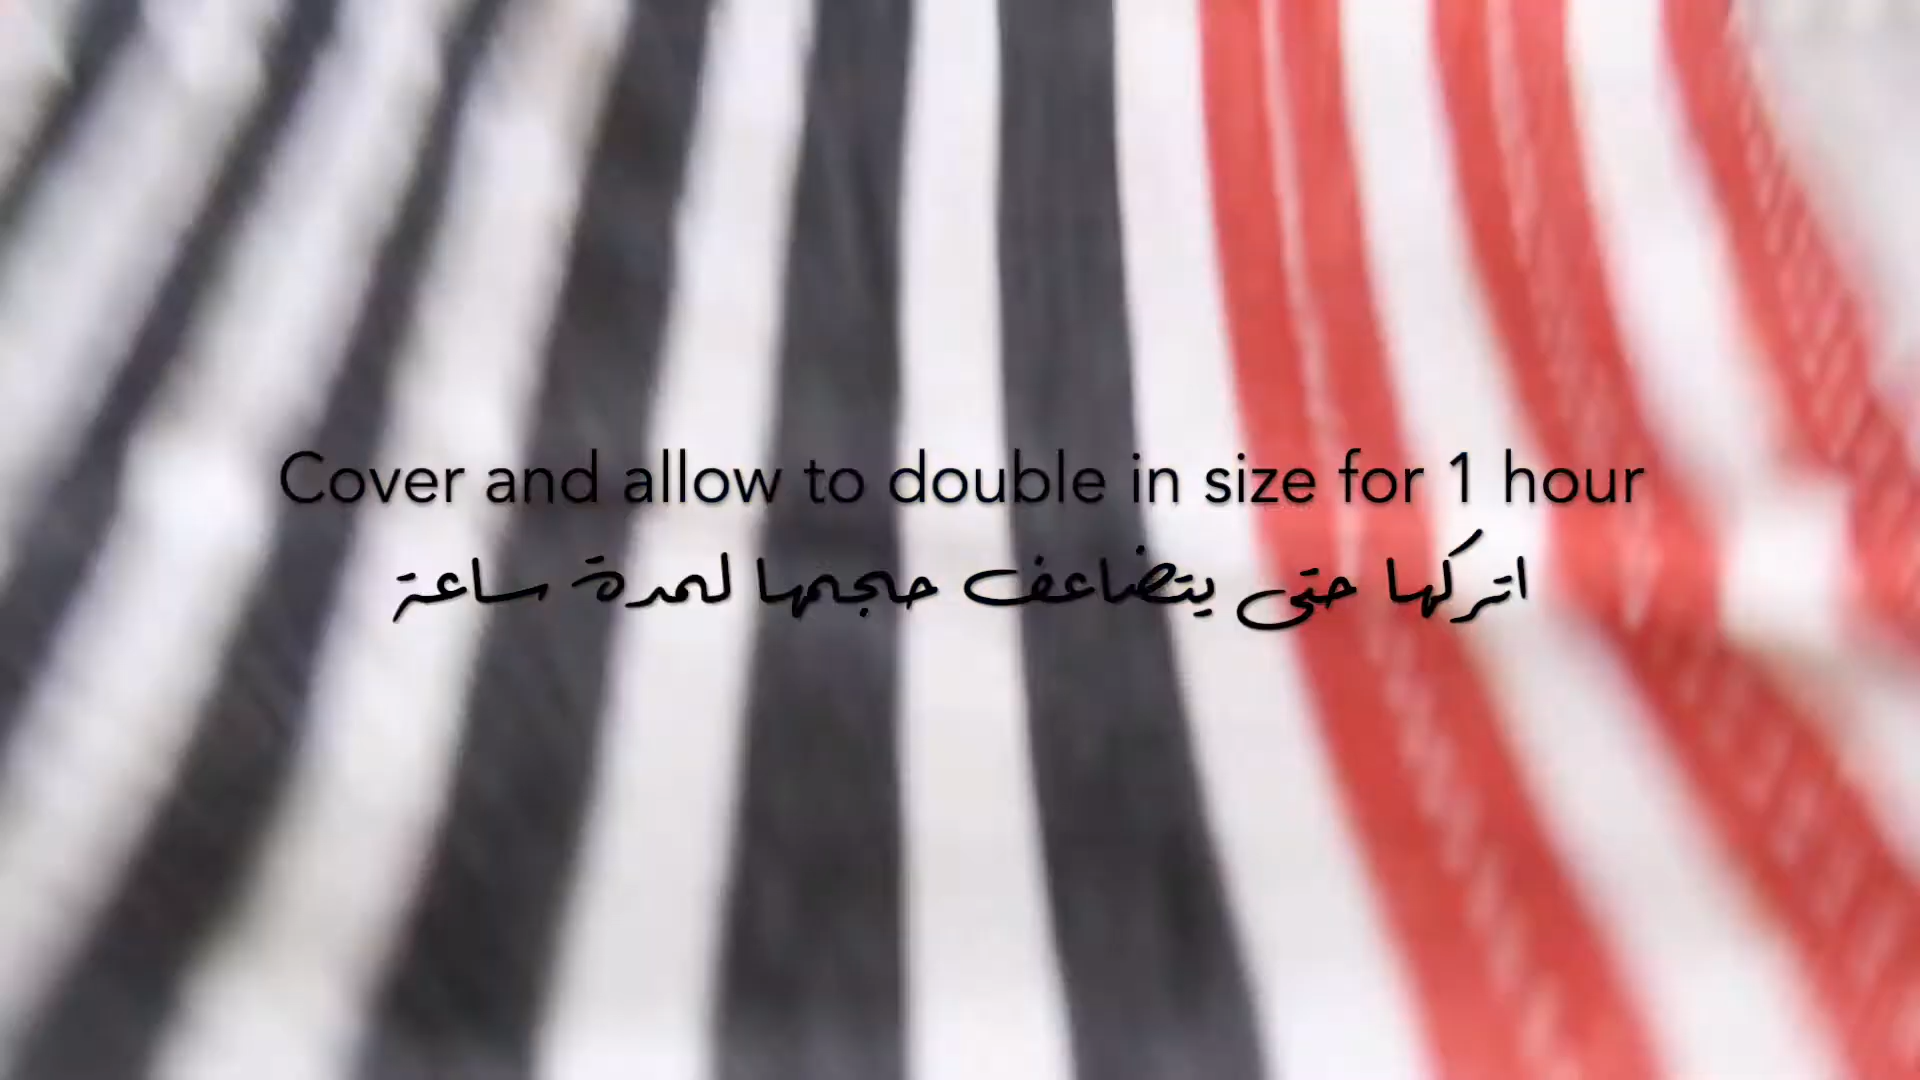 Cover and allow to double in size for 1 hour
اتركها حتى يتضاعف حجمها لمدة ساعة